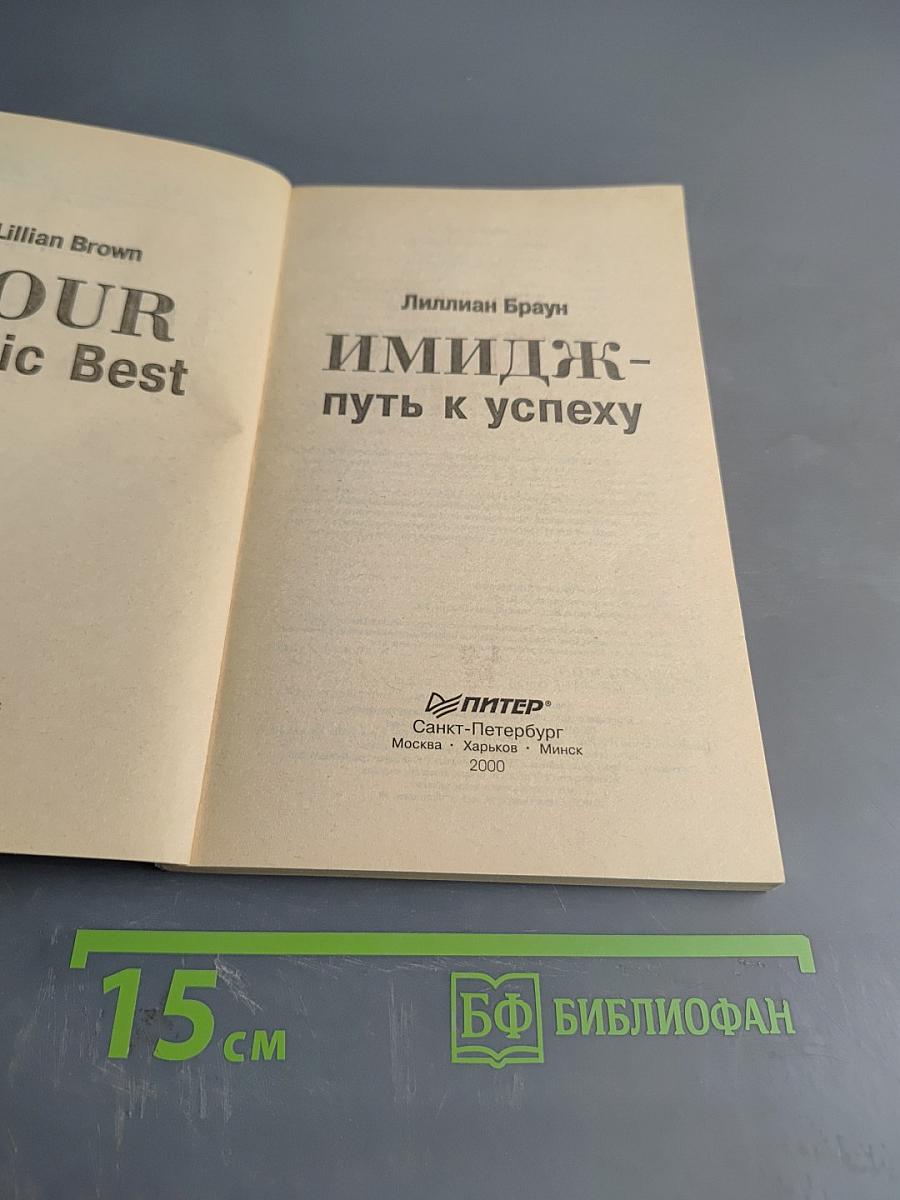 Lillian Brown
OUR
ic Best
Лиллиан Браун
ИМИДЖ-
путь к успеху
ПИТЕР®
Санкт-Петербург
Москва · Харьков · Минск
2000
15 см
БФ БИБЛИОФАН